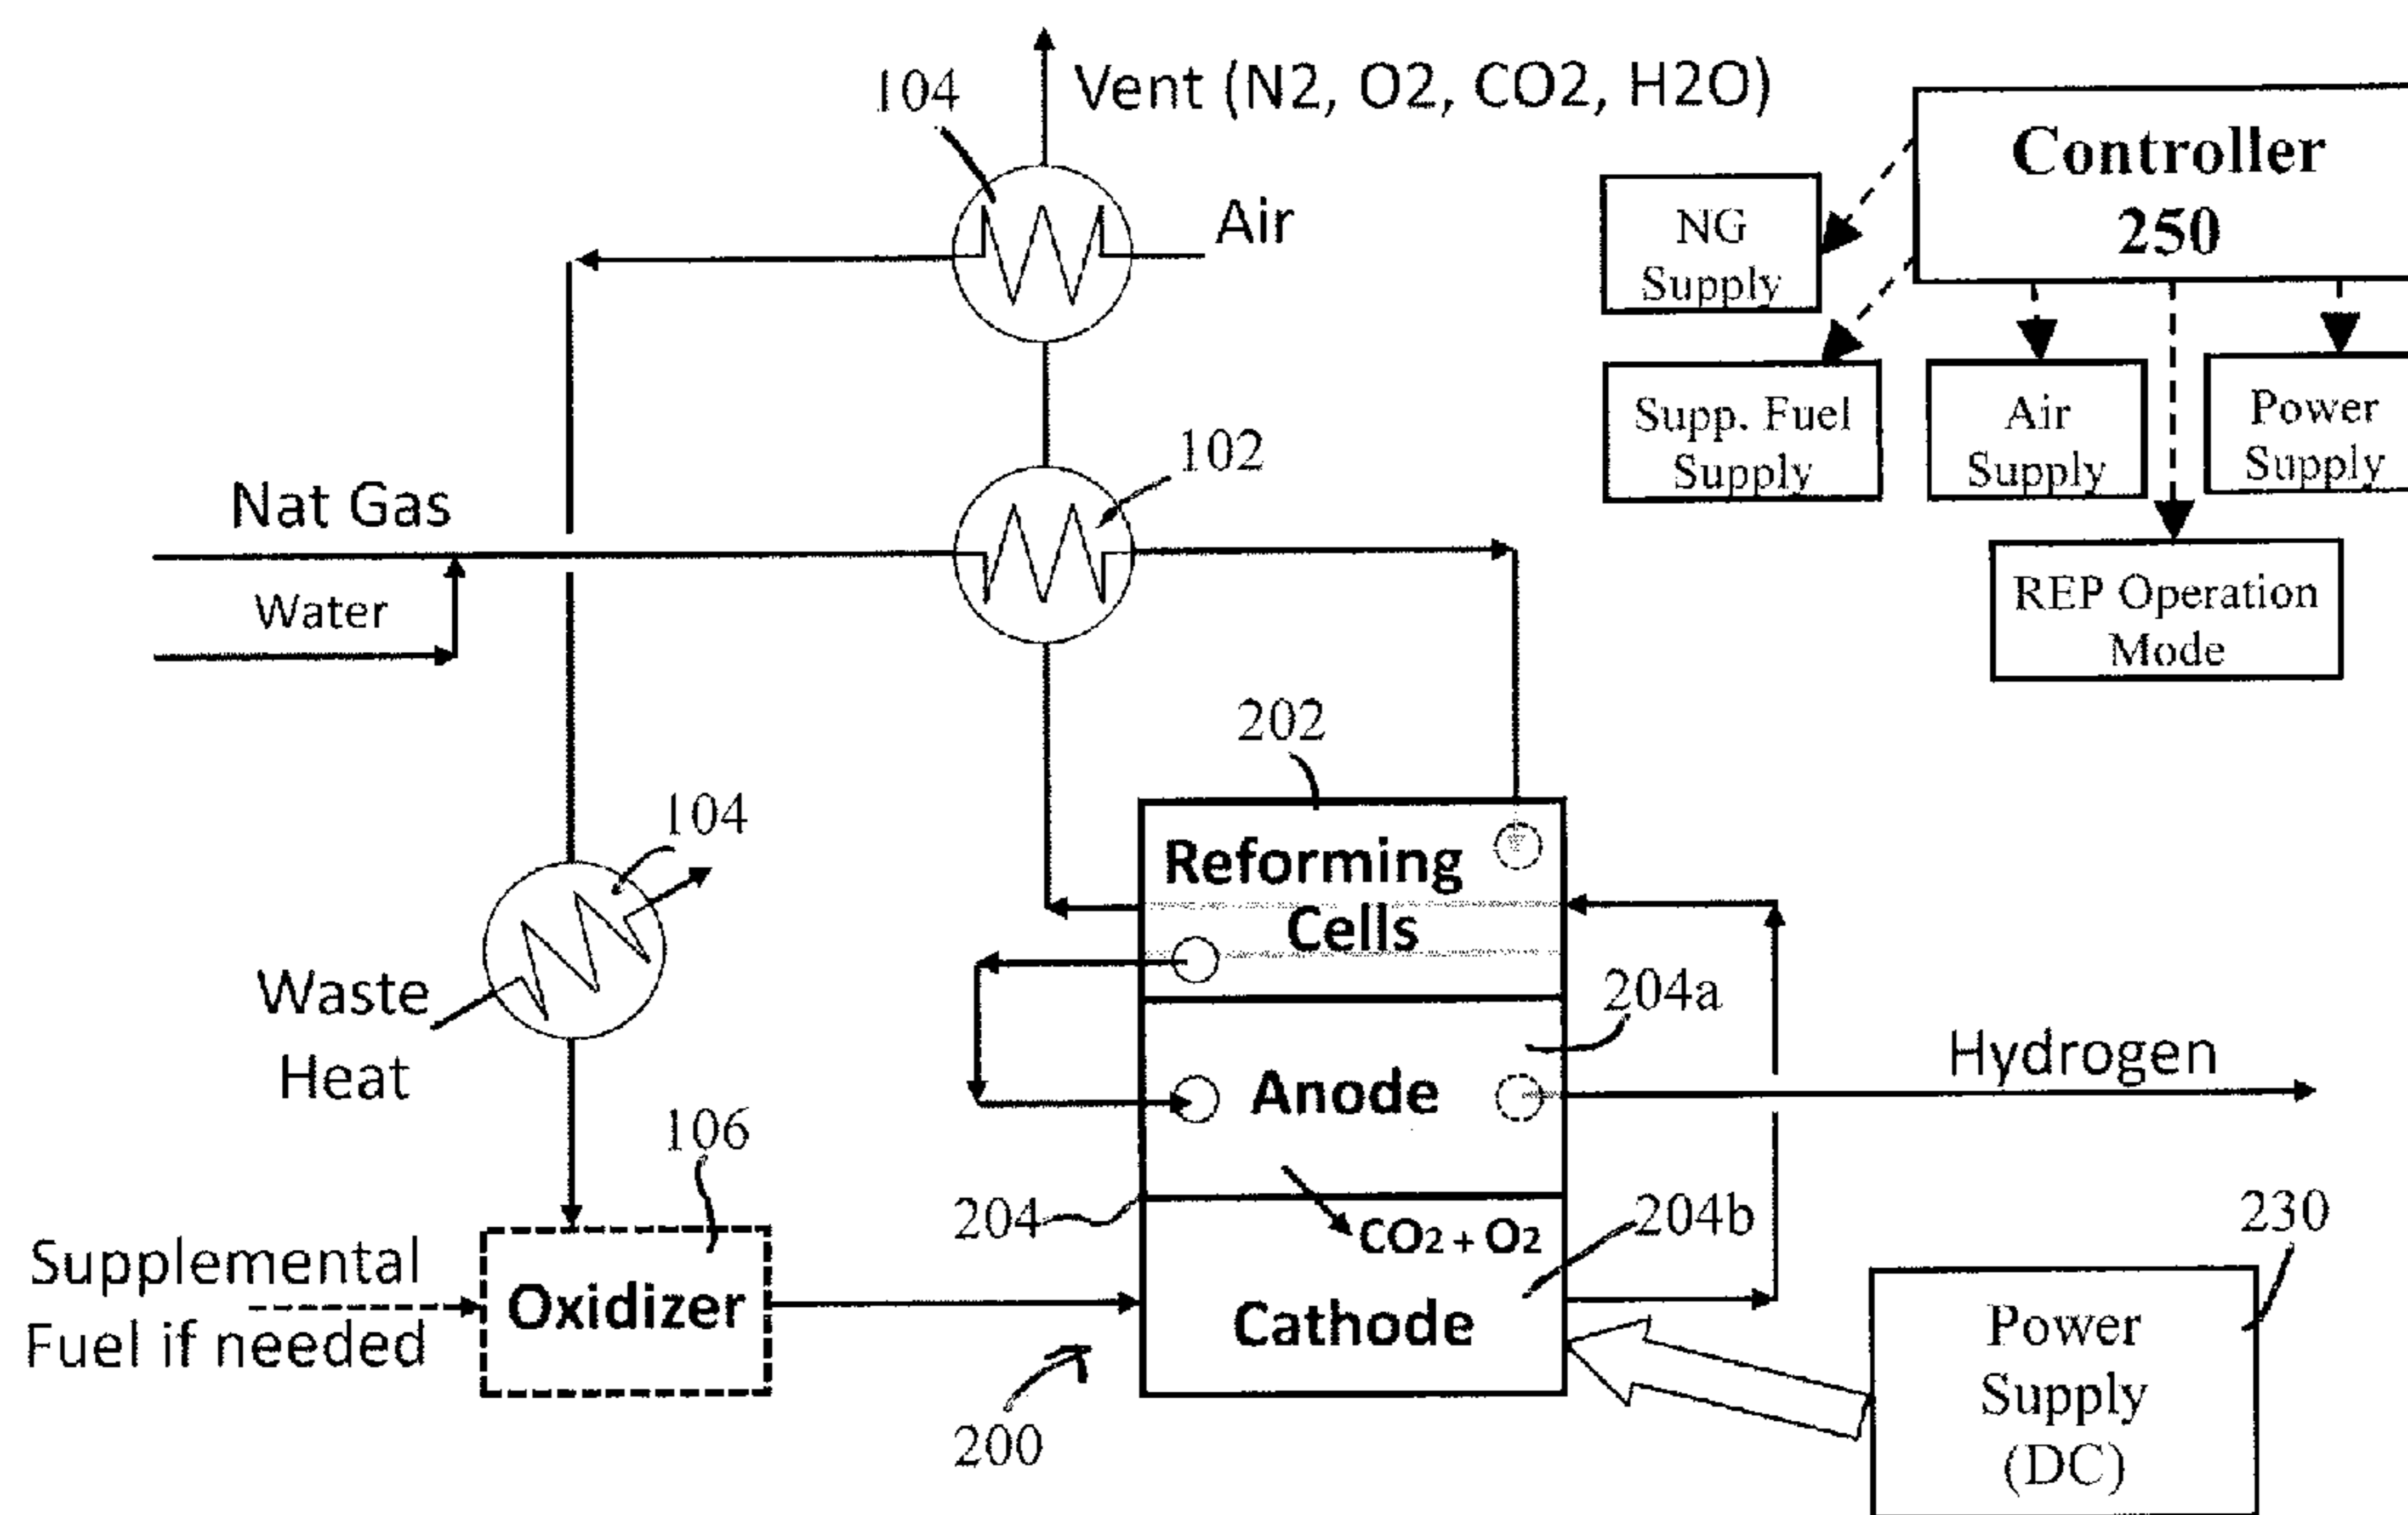 104
Vent (N2, O2, CO2, H2O)
Air
Controller
250
NG
Supply
Supp. Fuel
Supply
Air
Supply
Power
Supply
REP Operation
Mode
102
Nat Gas
Water
202
Reforming
Cells
104
Waste
Heat
204a
Anode
Hydrogen
106
204
CO2 + O2
204b
230
Supplemental
Fuel if needed
Oxidizer
Cathode
Power
Supply
(DC)
200